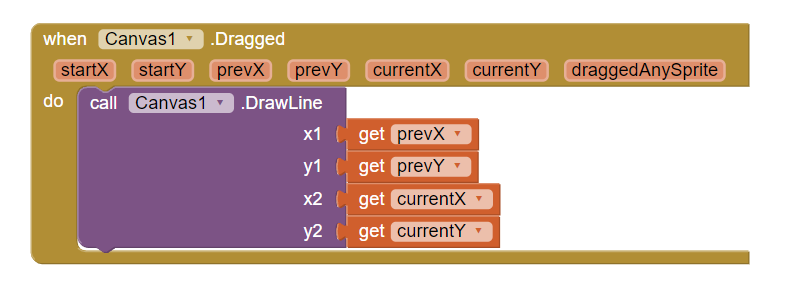 when Canvas1 .Dragged
startX startY prevX prevY currentX currentY draggedAnySprite
do call Canvas1 .DrawLine
x1 get prevX
y1 get prevY
x2 get currentX
y2 get currentY